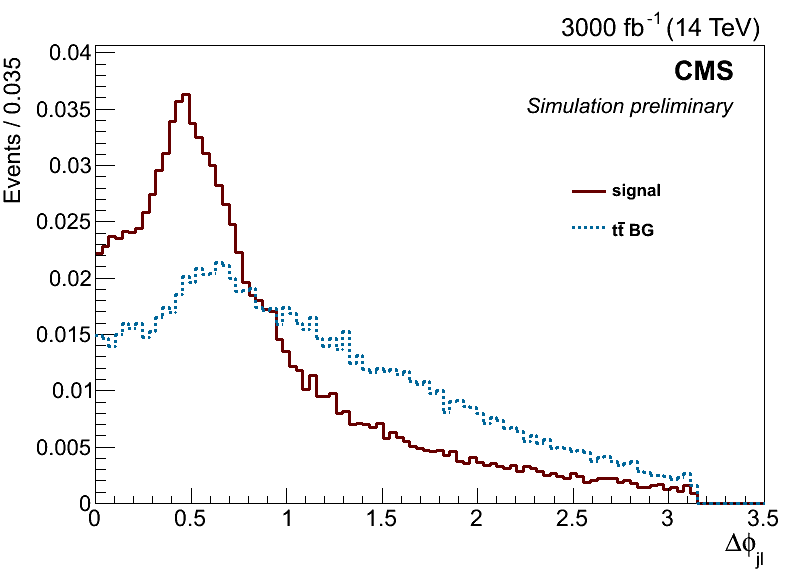 3000 fb⁻¹ (14 TeV)
CMS
Simulation preliminary
Events / 0.035
0.04
0.035
0.03
0.025
0.02
0.015
0.01
0.005
0
signal
tt̄ BG
0 0.5 1 1.5 2 2.5 3 3.5
Δϕ_jl